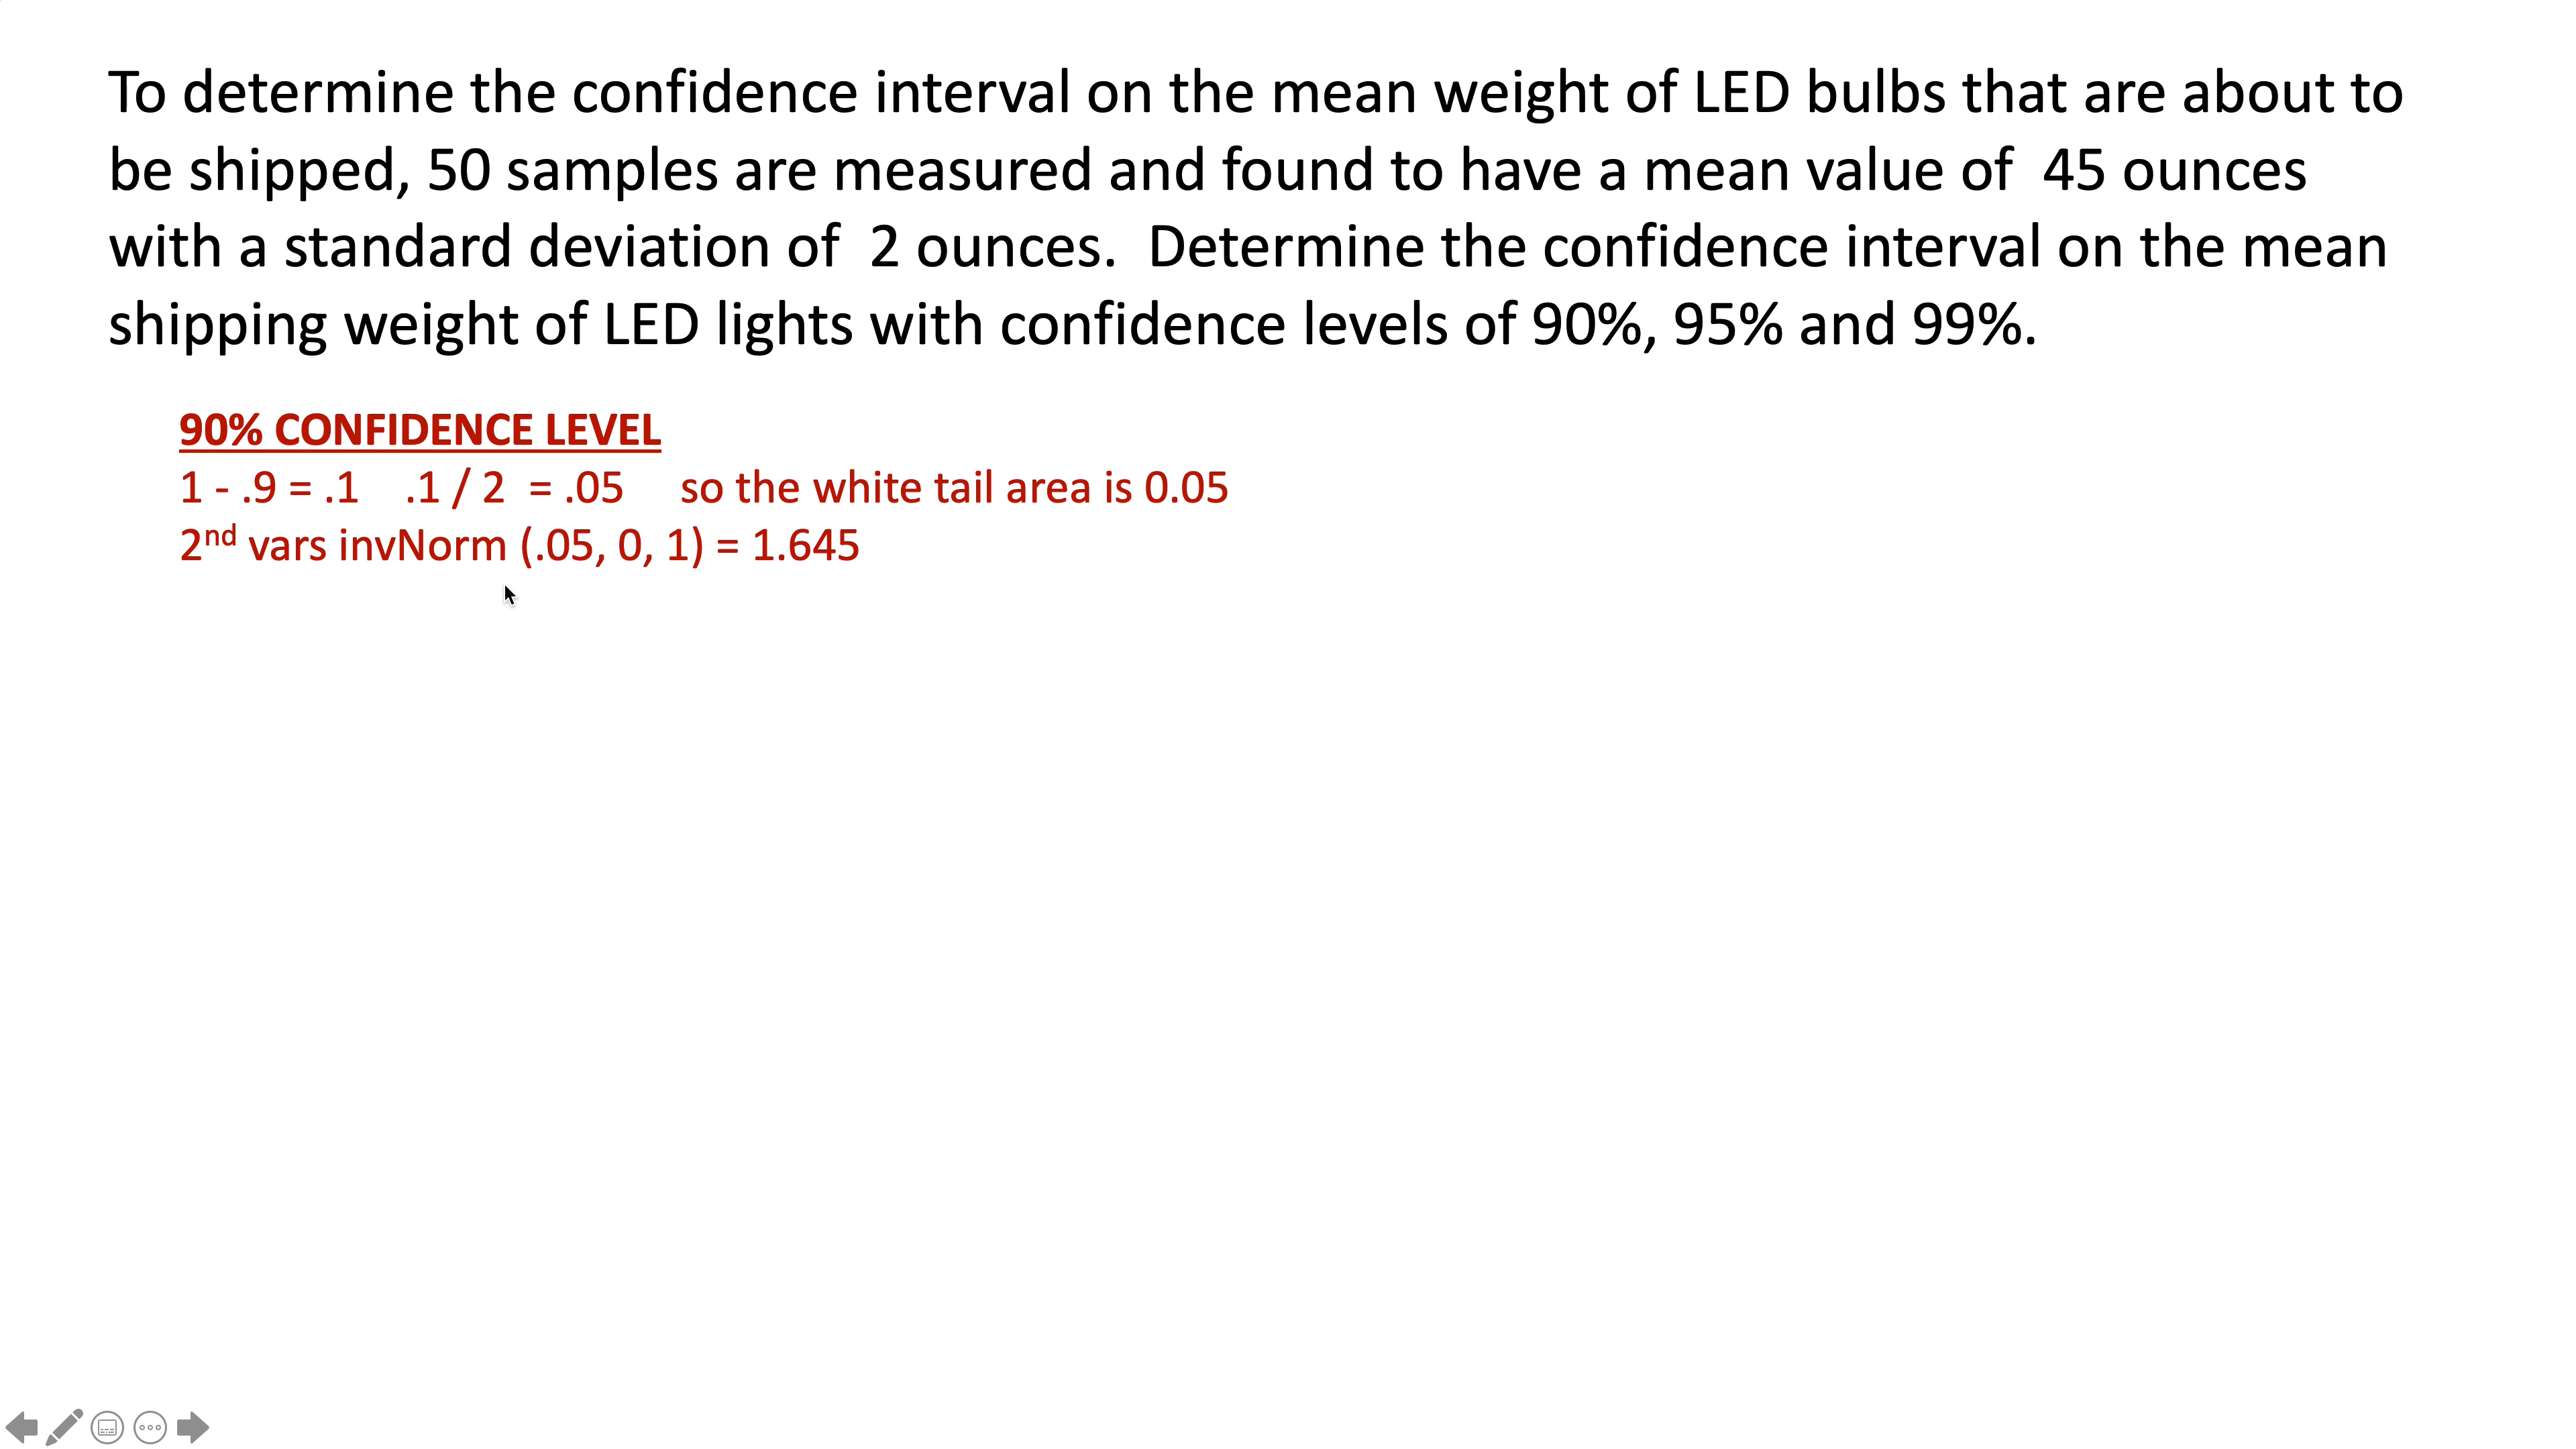 To determine the confidence interval on the mean weight of LED bulbs that are about to
be shipped, 50 samples are measured and found to have a mean value of  45 ounces
with a standard deviation of  2 ounces.  Determine the confidence interval on the mean
shipping weight of LED lights with confidence levels of 90%, 95% and 99%.
90% CONFIDENCE LEVEL
1 - .9 = .1    .1 / 2  = .05     so the white tail area is 0.05
2nd vars invNorm (.05, 0, 1) = 1.645